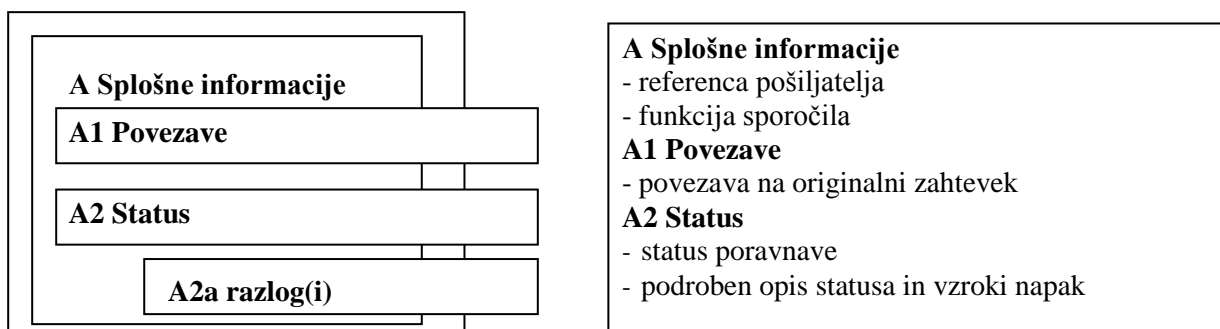 A Splošne informacije
A1 Povezave
A2 Status
A2a razlog(i)
A Splošne informacije
- referenca pošiljatelja
- funkcija sporočila
A1 Povezave
- povezava na originalni zahtevek
A2 Status
- status poravnave
- podroben opis statusa in vzroki napak